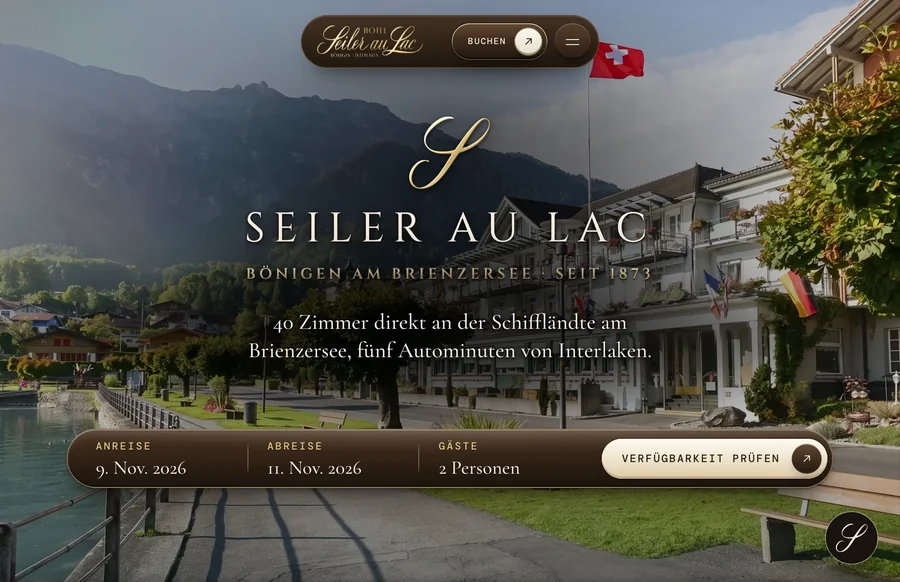 HOTEL
Seiler au Lac
BÖNIGEN · INTERLAKEN
BUCHEN
S
SEILER AU LAC
BÖNIGEN AM BRIENZERSEE · SEIT 1873
40 Zimmer direkt an der Schiffländte am
Brienzersee, fünf Autominuten von Interlaken.
ANREISE
9. Nov. 2026
ABREISE
11. Nov. 2026
GÄSTE
2 Personen
VERFÜGBARKEIT PRÜFEN
S